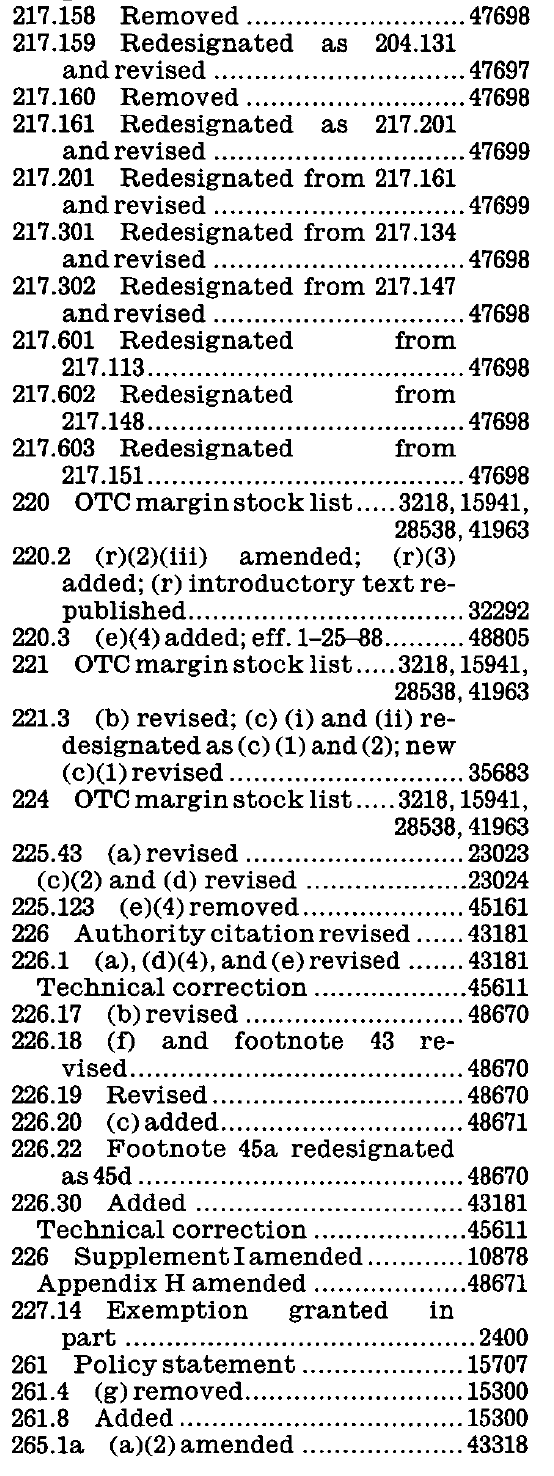 217.158 Removed ..............................47698
217.159 Redesignated as 204.131
and revised ..................................47697
217.160 Removed ..............................47698
217.161 Redesignated as 217.201
and revised ..................................47699
217.201 Redesignated from 217.161
and revised ..................................47699
217.301 Redesignated from 217.134
and revised ..................................47698
217.302 Redesignated from 217.147
and revised ..................................47698
217.601 Redesignated from
217.113...........................................47698
217.602 Redesignated from
217.148...........................................47698
217.603 Redesignated from
217.151...........................................47698
220 OTC margin stock list.....3218, 15941,
28538, 41963
220.2 (r)(2)(iii) amended; (r)(3)
added; (r) introductory text re-
published.....................................32292
220.3 (e)(4) added; eff. 1–25–88..........48805
221 OTC margin stock list.....3218, 15941,
28538, 41963
221.3 (b) revised; (c) (i) and (ii) re-
designated as (c) (1) and (2); new
(c)(1) revised ................................35683
224 OTC margin stock list.....3218, 15941,
28538, 41963
225.43 (a) revised .............................23023
(c)(2) and (d) revised .....................23024
225.123 (e)(4) removed......................45161
226 Authority citation revised ......43181
226.1 (a), (d)(4), and (e) revised .......43181
Technical correction ....................45611
226.17 (b) revised .............................48670
226.18 (f) and footnote 43 re-
vised.............................................48670
226.19 Revised..................................48670
226.20 (c) added................................48671
226.22 Footnote 45a redesignated
as 45d ............................................48670
226.30 Added ....................................43181
Technical correction ....................45611
226 Supplement I amended.............10878
Appendix H amended ....................48671
227.14 Exemption granted in
part ...............................................2400
261 Policy statement .....................15707
261.4 (g) removed.............................15300
261.8 Added .....................................15300
265.1a (a)(2) amended .....................43318